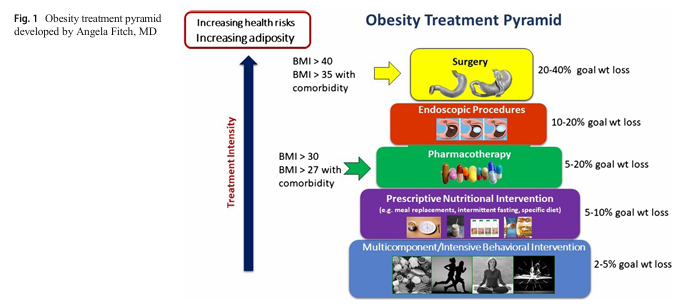 Fig. 1 Obesity treatment pyramid
developed by Angela Fitch, MD
Increasing health risks
Increasing adiposity
Obesity Treatment Pyramid
Treatment Intensity
BMI > 40
BMI > 35 with
comorbidity
Surgery
20-40% goal wt loss
Endoscopic Procedures
10-20% goal wt loss
BMI > 30
BMI > 27 with
comorbidity
Pharmacotherapy
5-20% goal wt loss
Prescriptive Nutritional Intervention
(e.g. meal replacements, intermittent fasting, specific diet)
5-10% goal wt loss
Multicomponent/Intensive Behavioral Intervention
2-5% goal wt loss